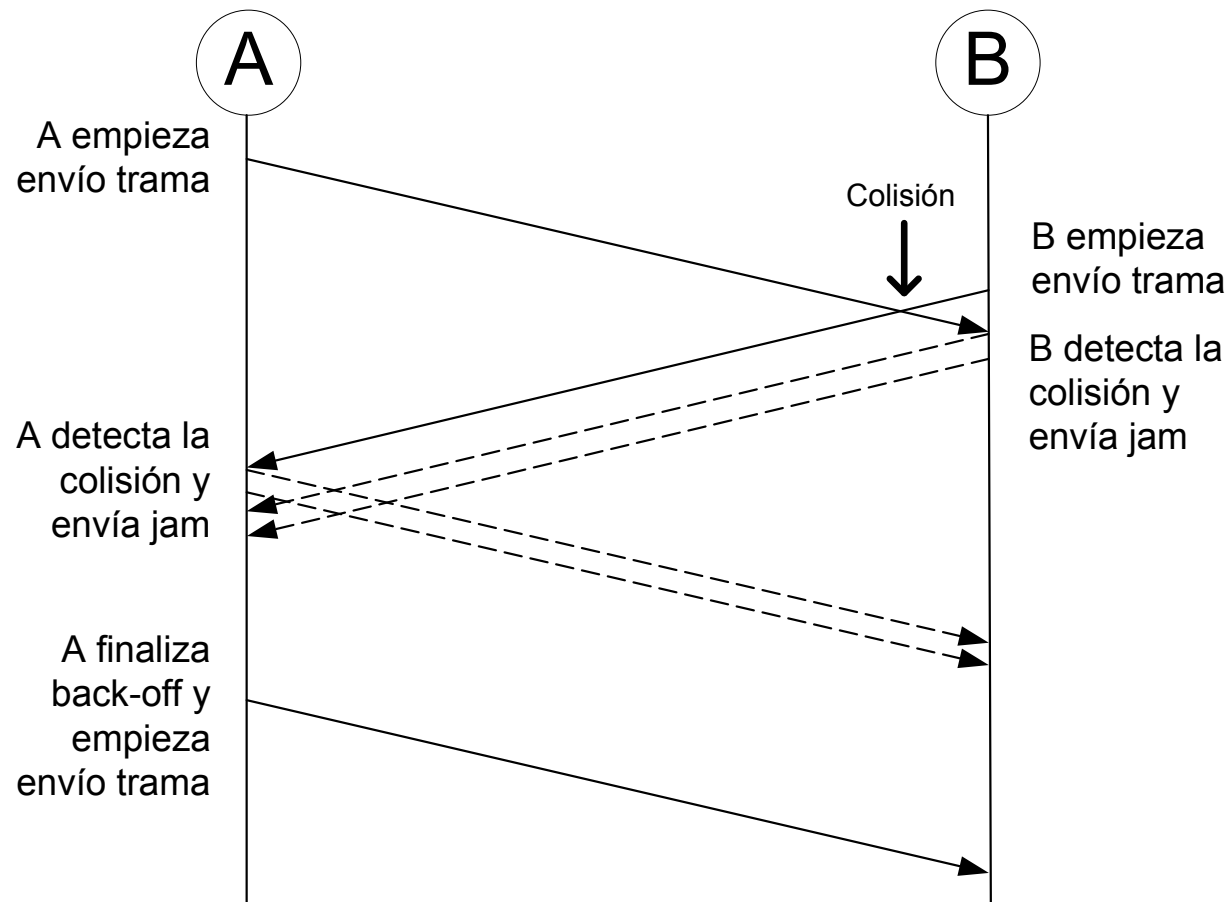 A
B
A empieza
envío trama
Colisión
B empieza
envío trama
B detecta la
colisión y
envía jam
A detecta la
colisión y
envía jam
A finaliza
back-off y
empieza
envío trama